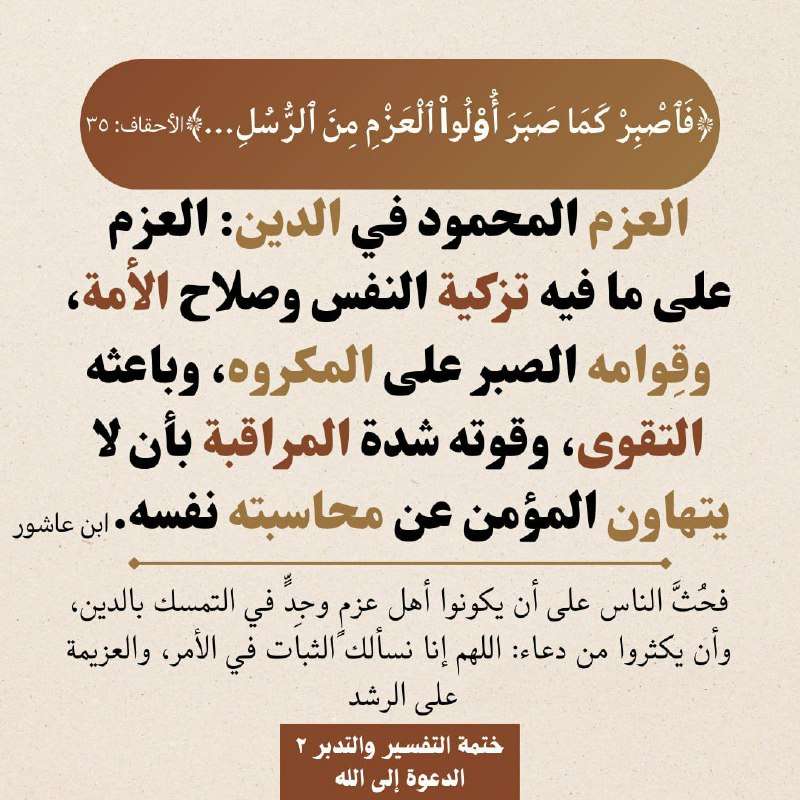 ﴿فَٱصْبِرْ كَمَا صَبَرَ أُوْلُواْ ٱلْعَزْمِ مِنَ ٱلرُّسُلِ...﴾ الأحقاف: ٣٥
العزم المحمود في الدين: العزم
على ما فيه تزكية النفس وصلاح الأمة،
وقِوامه الصبر على المكروه، وباعثه
التقوى، وقوته شدة المراقبة بأن لا
يتهاون المؤمن عن محاسبته نفسه. ابن عاشور
فحُثَّ الناس على أن يكونوا أهل عزمٍ وجِدٍّ في التمسك بالدين،
وأن يكثروا من دعاء: اللهم إنا نسألك الثبات في الأمر، والعزيمة
على الرشد
ختمة التفسير والتدبر ٢
الدعوة إلى الله